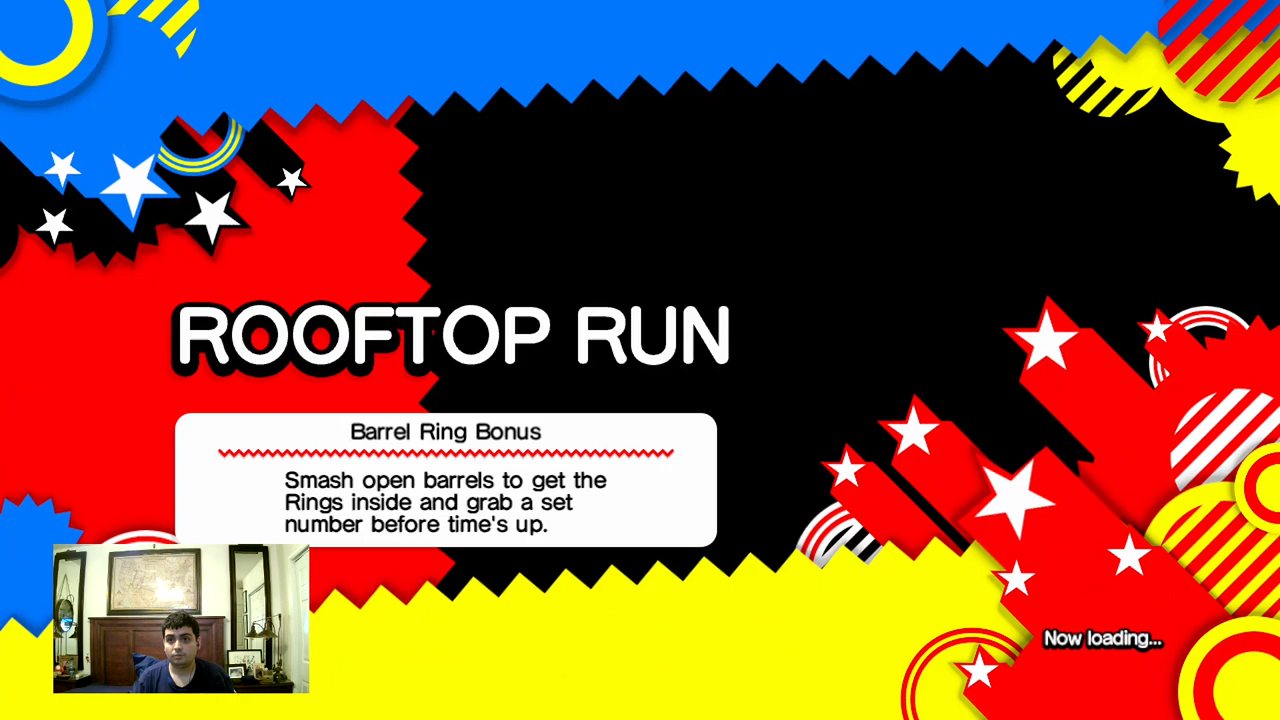 ROOFTOP RUN
Barrel Ring Bonus
Smash open barrels to get the
Rings inside and grab a set
number before time's up.
Now loading...